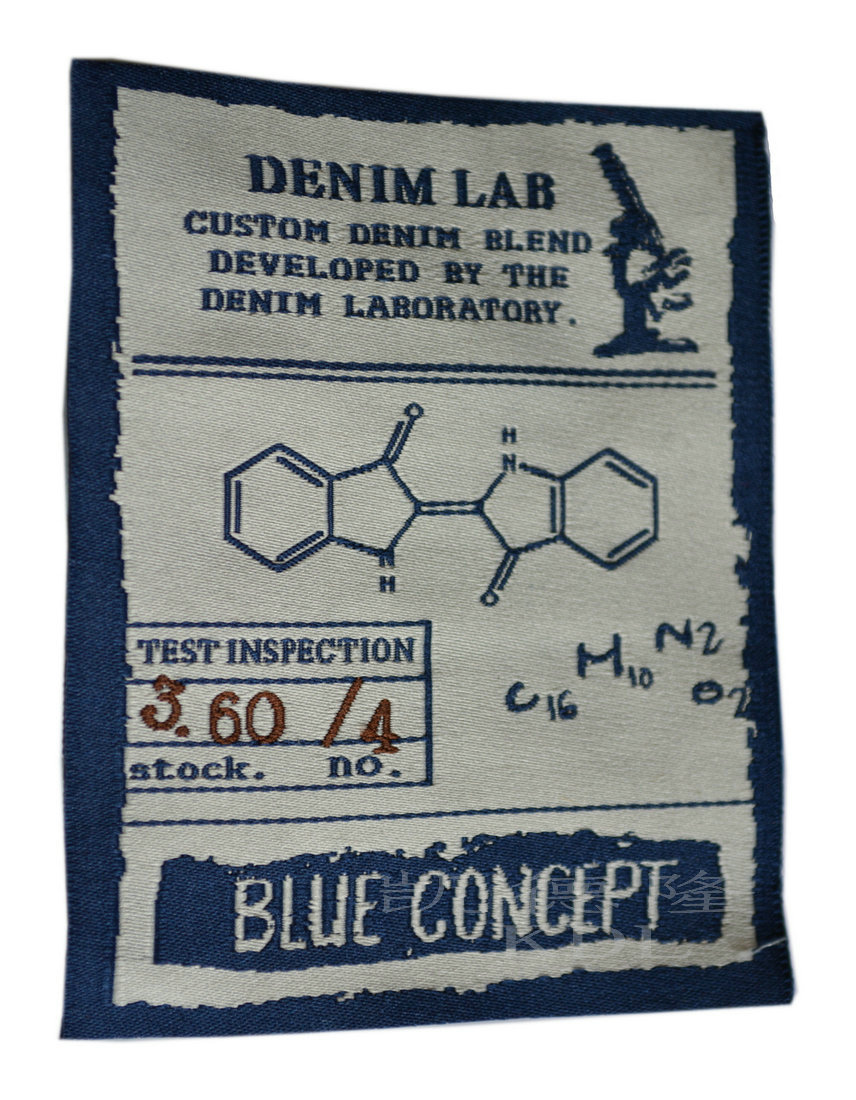 DENIM LAB
CUSTOM DENIM BLEND
DEVELOPED BY THE
DENIM LABORATORY.
O
H
N
N
H
O
TEST INSPECTION
3.60 /4
stock. no.
C16 H10 N2 O2
BLUE CONCEPT